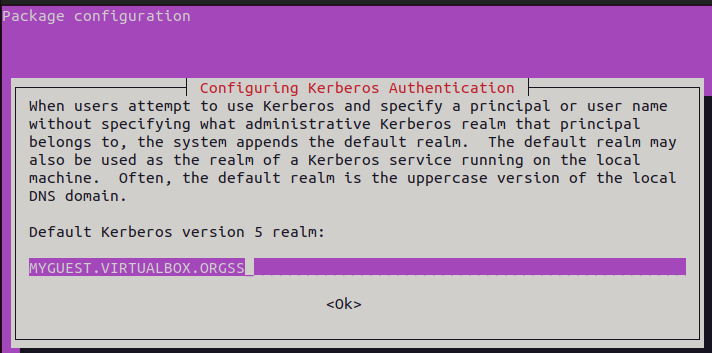 Package configuration
Configuring Kerberos Authentication
When users attempt to use Kerberos and specify a principal or user name
without specifying what administrative Kerberos realm that principal
belongs to, the system appends the default realm.  The default realm may
also be used as the realm of a Kerberos service running on the local
machine.  Often, the default realm is the uppercase version of the local
DNS domain.
Default Kerberos version 5 realm:
MYGUEST.VIRTUALBOX.ORGSS_
<Ok>